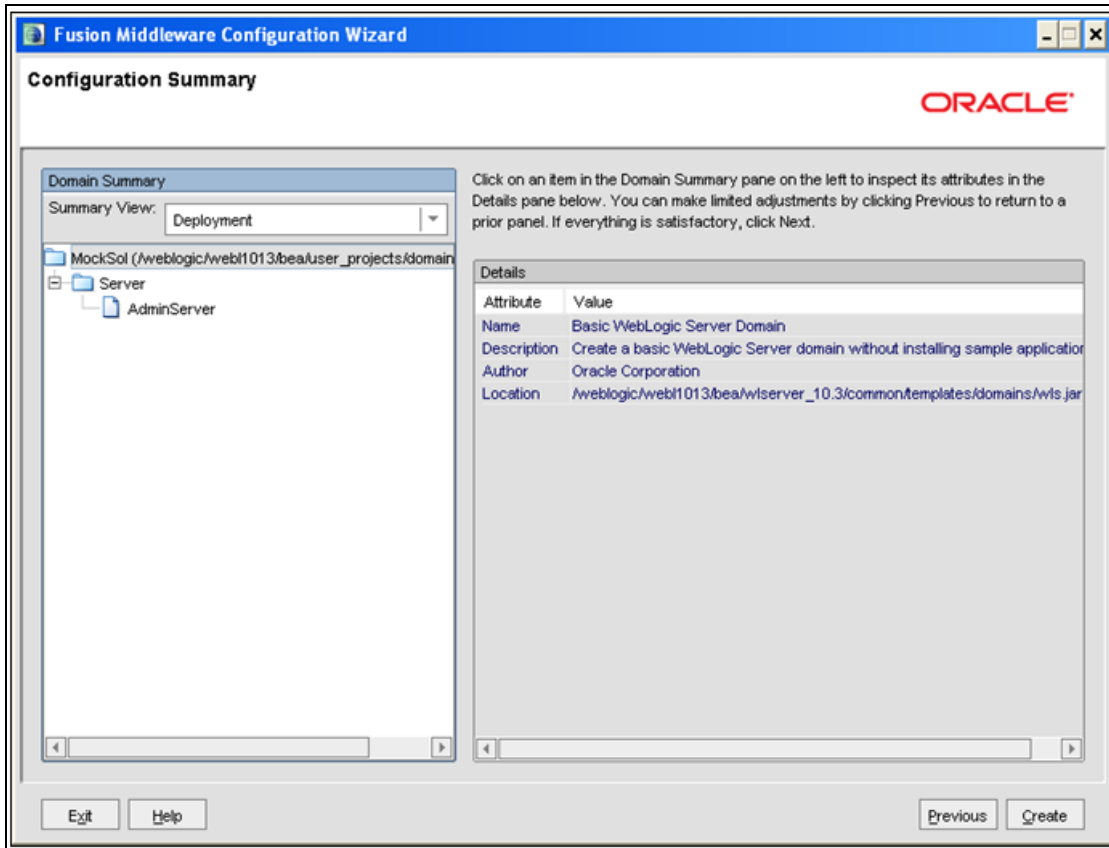 Fusion Middleware Configuration Wizard
Configuration Summary
ORACLE
Domain Summary
Summary View:
Deployment
MockSol (/weblogic/webl1013/bea/user_projects/domain
Server
AdminServer
Click on an item in the Domain Summary pane on the left to inspect its attributes in the
Details pane below. You can make limited adjustments by clicking Previous to return to a
prior panel. If everything is satisfactory, click Next.
Details
Attribute Value
Name Basic WebLogic Server Domain
Description Create a basic WebLogic Server domain without installing sample application
Author Oracle Corporation
Location /weblogic/webl1013/bea/wlserver_10.3/common/templates/domains/wls.jar
Exit Help Previous Create